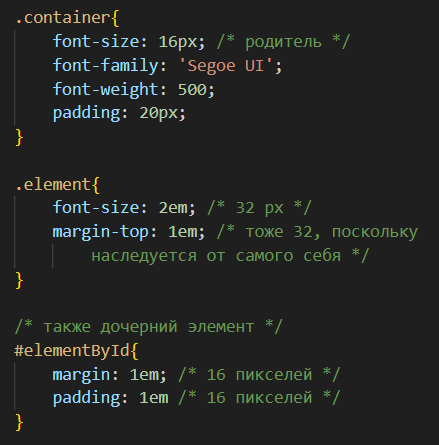 .container{
font-size: 16px; /* родитель */
font-family: 'Segoe UI';
font-weight: 500;
padding: 20px;
}
.element{
font-size: 2em; /* 32 px */
margin-top: 1em; /* тоже 32, поскольку
наследуется от самого себя */
}
/* также дочерний элемент */
#elementById{
margin: 1em; /* 16 пикселей */
padding: 1em /* 16 пикселей */
}